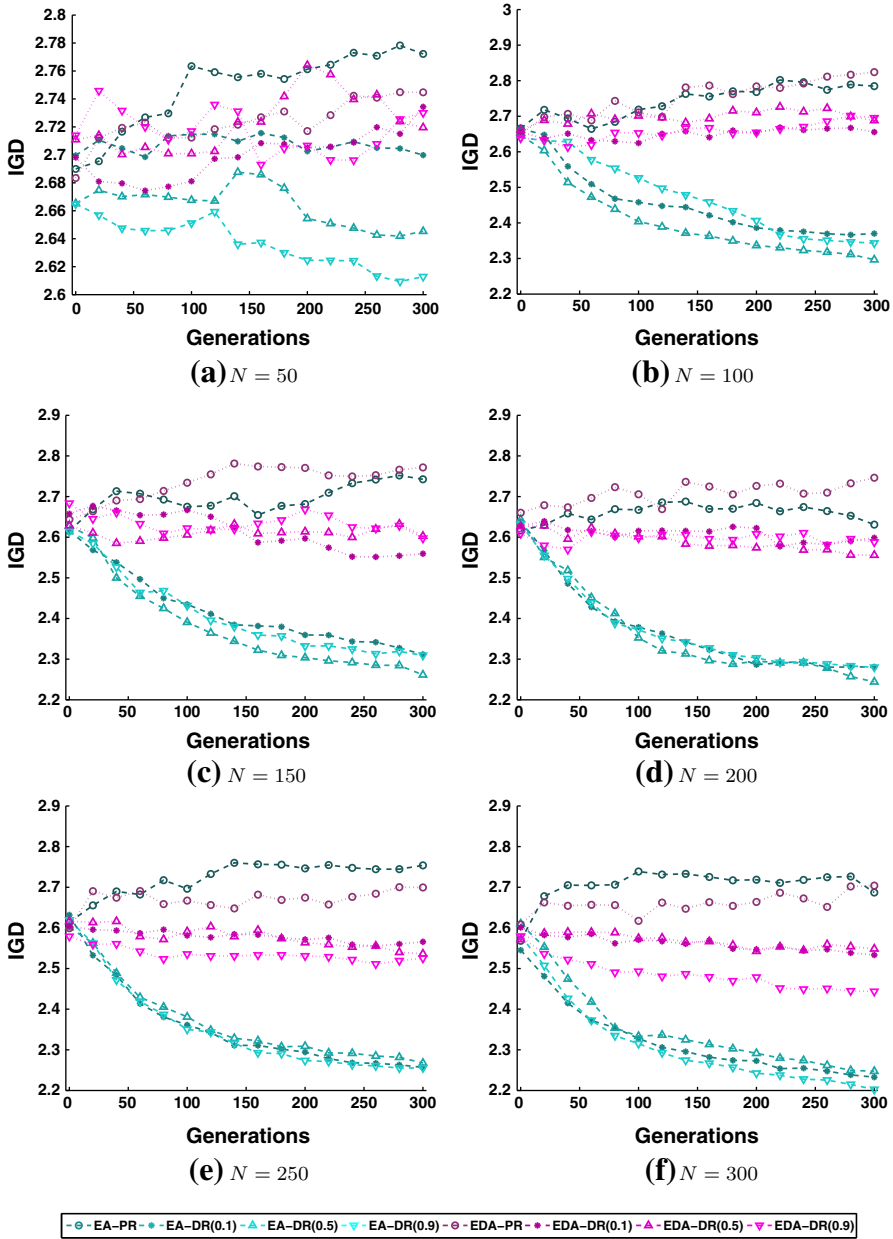 2.8
2.78
2.76
2.74
2.72
2.7
2.68
2.66
2.64
2.62
2.6
IGD
0 50 100 150 200 250 300
Generations
(a) N = 50
3
2.9
2.8
2.7
2.6
2.5
2.4
2.3
2.2
IGD
0 50 100 150 200 250 300
Generations
(b) N = 100
2.9
2.8
2.7
2.6
2.5
2.4
2.3
2.2
IGD
0 50 100 150 200 250 300
Generations
(c) N = 150
2.9
2.8
2.7
2.6
2.5
2.4
2.3
2.2
IGD
0 50 100 150 200 250 300
Generations
(d) N = 200
2.9
2.8
2.7
2.6
2.5
2.4
2.3
2.2
IGD
0 50 100 150 200 250 300
Generations
(e) N = 250
2.9
2.8
2.7
2.6
2.5
2.4
2.3
2.2
IGD
0 50 100 150 200 250 300
Generations
(f) N = 300
EA-PR EA-DR(0.1) EA-DR(0.5) EA-DR(0.9) EDA-PR EDA-DR(0.1) EDA-DR(0.5) EDA-DR(0.9)